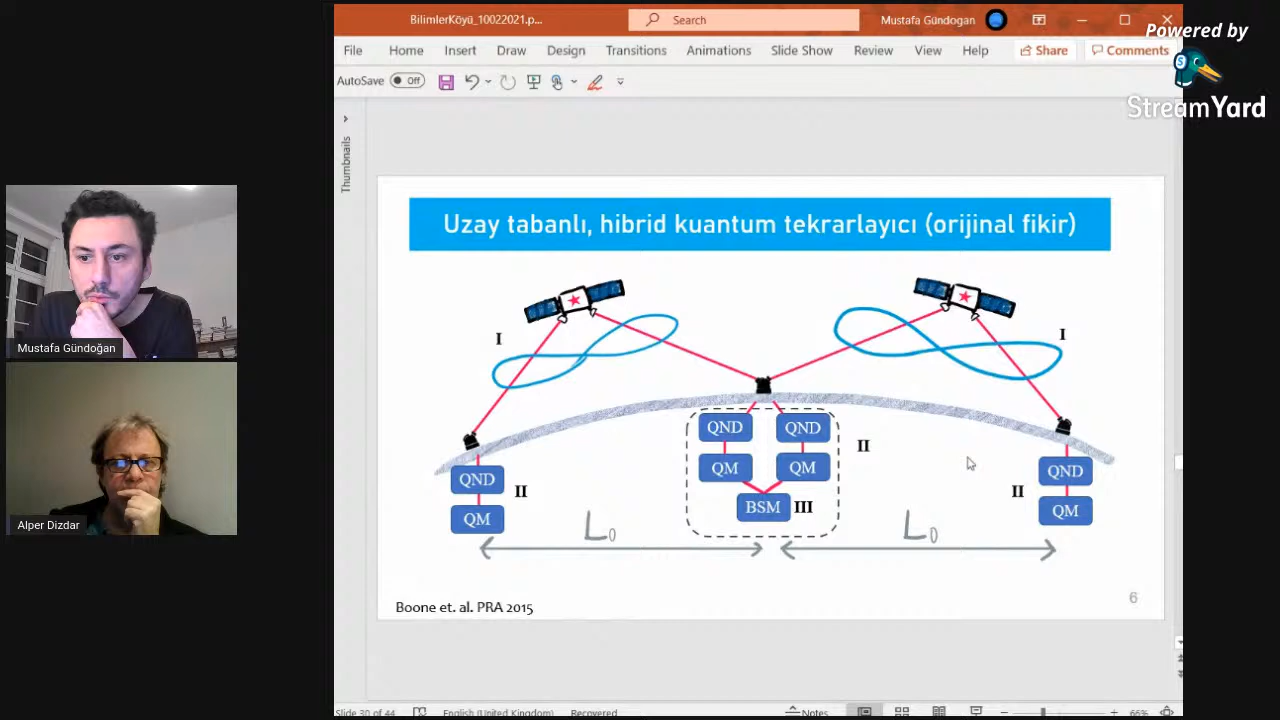 BilimlerKöyü_10022021.p...
Search
Mustafa Gündogan
Powered by
StreamYard
File Home Insert Draw Design Transitions Animations Slide Show Review View Help Share Comments
AutoSave Off
Thumbnails
Uzay tabanlı, hibrid kuantum tekrarlayıcı (orijinal fikir)
I
I
QND QND
II
QM QM
BSM III
QND
II
QM
QND
II
QM
L0
L0
Boone et. al. PRA 2015
6
Mustafa Gündoğan
Alper Dizdar
Slide 30 of 44 English (United Kingdom) Recovered Notes 66%